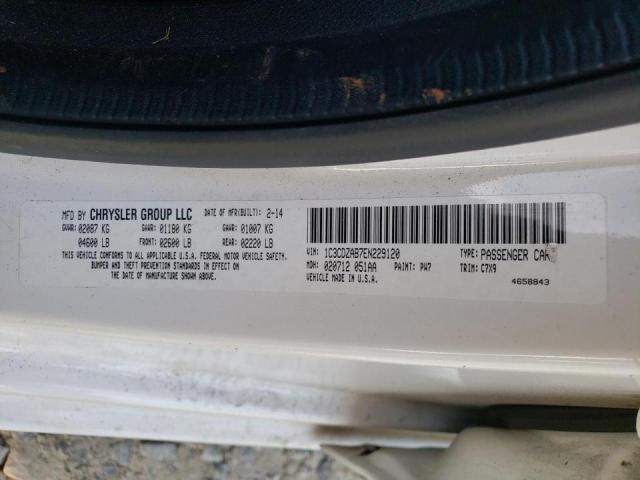 MFD BY CHRYSLER GROUP LLC DATE OF MFR(BUILT): 2-14
GVWR: 02087 KG GAWR: 01180 KG GAWR: 01007 KG
04600 LB FRONT: 02600 LB REAR: 02220 LB
THIS VEHICLE CONFORMS TO ALL APPLICABLE U.S.A. FEDERAL MOTOR VEHICLE SAFETY,
BUMPER AND THEFT PREVENTION STANDARDS IN EFFECT ON
THE DATE OF MANUFACTURE SHOWN ABOVE.
VIN: 1C3CDZAB7EN229120 TYPE: PASSENGER CAR
MDH: 020712 051AA PAINT: PW7 TRIM: C7X9
VEHICLE MADE IN U.S.A.
4658843